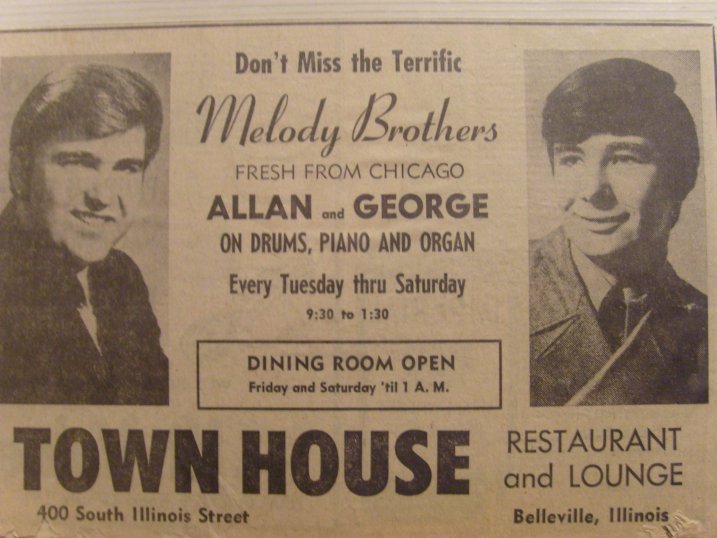 Don't Miss the Terrific
Melody Brothers
FRESH FROM CHICAGO
ALLAN and GEORGE
ON DRUMS, PIANO AND ORGAN
Every Tuesday thru Saturday
9:30 to 1:30
DINING ROOM OPEN
Friday and Saturday 'til 1 A. M.
TOWN HOUSE
RESTAURANT
and LOUNGE
400 South Illinois Street
Belleville, Illinois